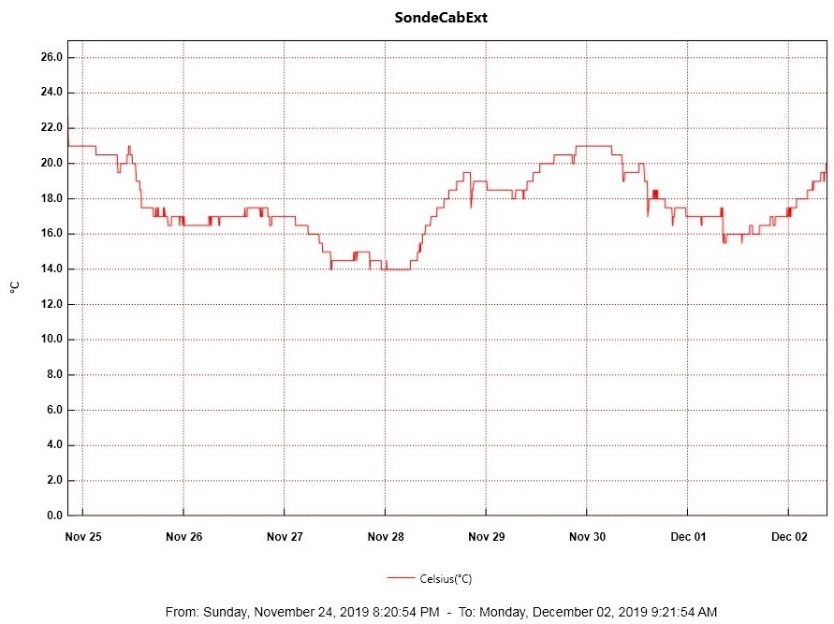 SondeCabExt
26.0
24.0
22.0
20.0
18.0
16.0
14.0
°C
12.0
10.0
8.0
6.0
4.0
2.0
0.0
Nov 25 Nov 26 Nov 27 Nov 28 Nov 29 Nov 30 Dec 01 Dec 02
Celsius(°C)
From: Sunday, November 24, 2019 8:20:54 PM - To: Monday, December 02, 2019 9:21:54 AM